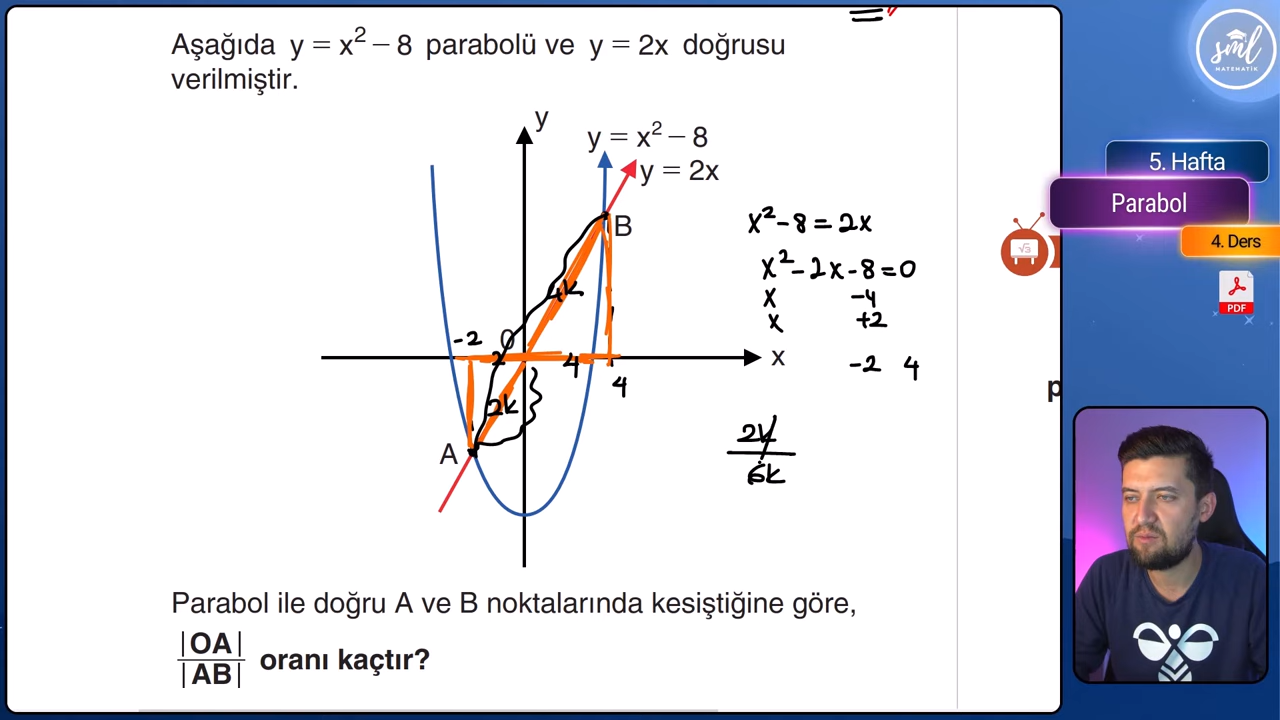 Aşağıda y = x² – 8 parabolü ve y = 2x doğrusu
verilmiştir.
y
y = x² – 8
y = 2x
B
4k
-2
0
2
4
x
4
2k
A
x²-8=2x
x²-2x-8=0
x -4
x +2
-2 4
2k
6k
Parabol ile doğru A ve B noktalarında kesiştiğine göre,
|OA|
|AB| oranı kaçtır?
sml
MATEMATİK
5. Hafta
Parabol
4. Ders
√3
PDF
p